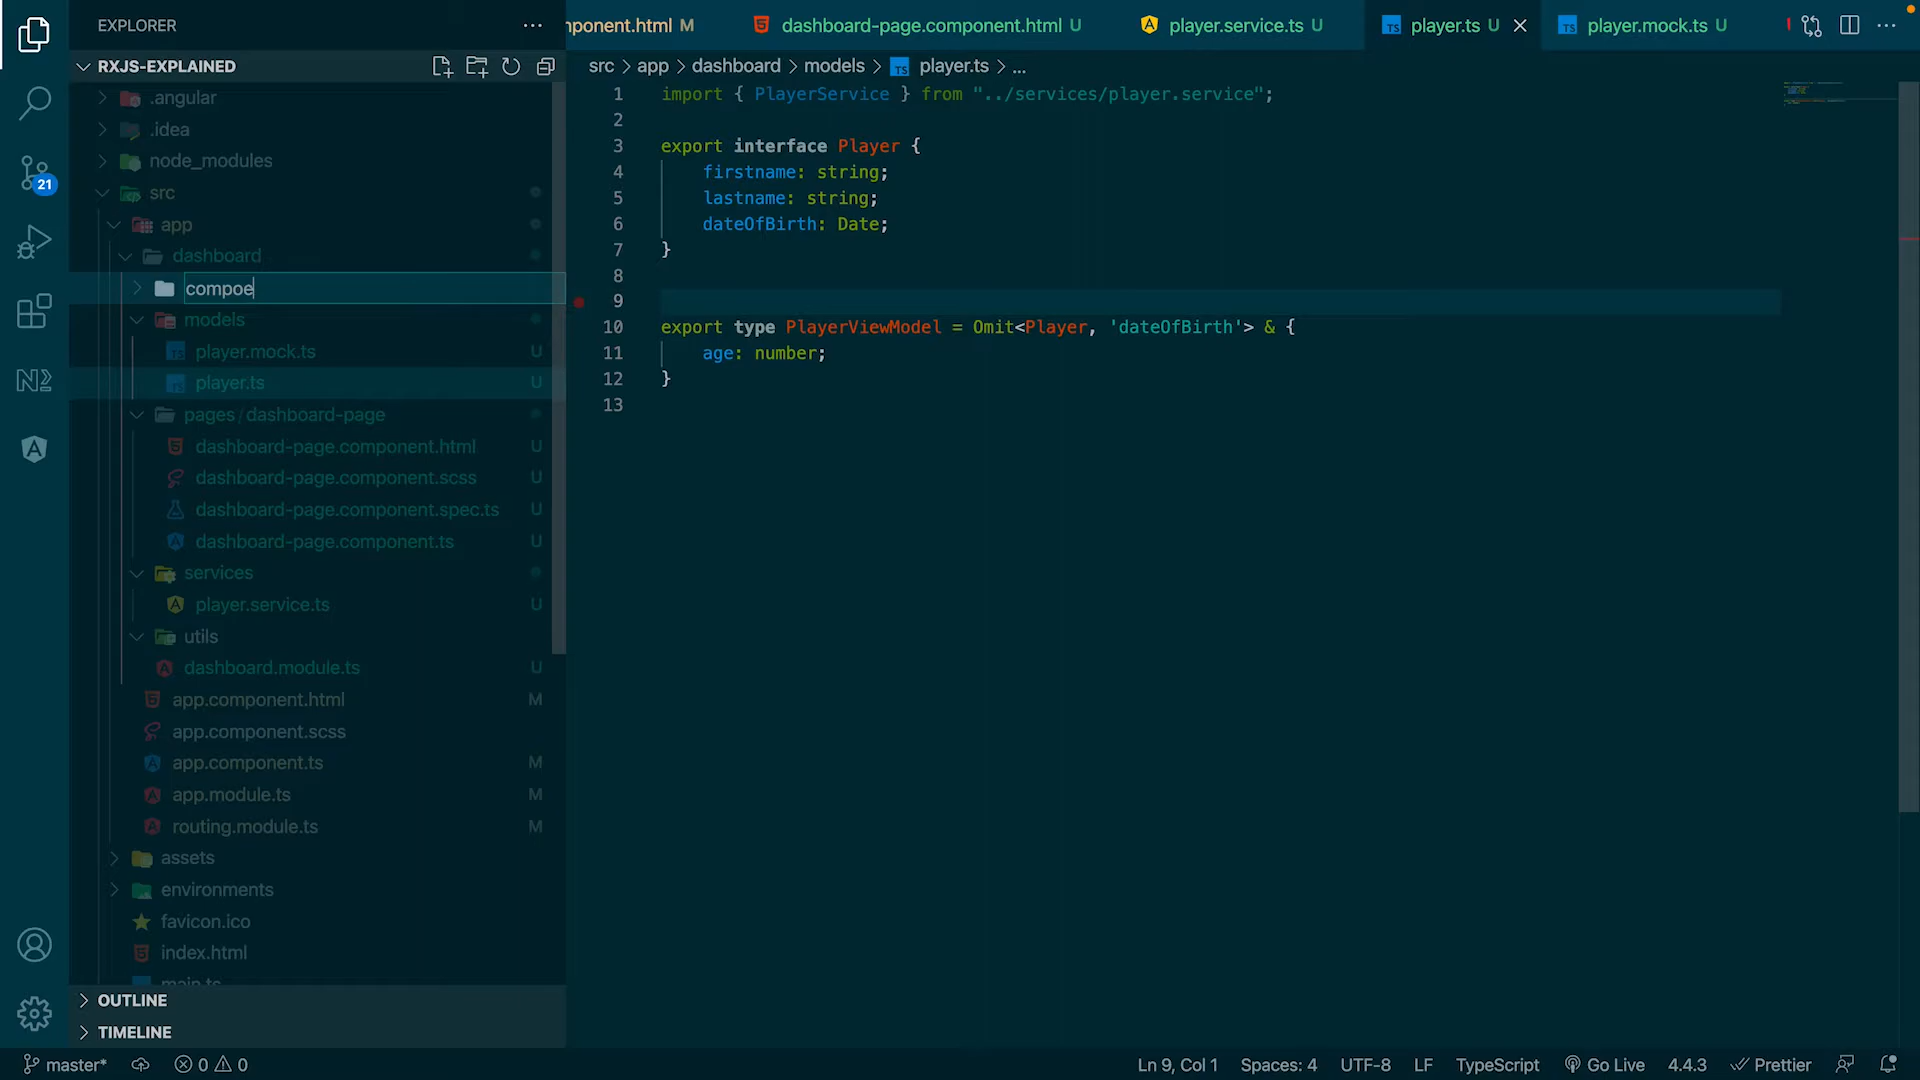 EXPLORER
RXJS-EXPLAINED
.angular
.idea
node_modules
src
app
dashboard
compoe
models
player.mock.ts U
player.ts U
pages / dashboard-page
dashboard-page.component.html U
dashboard-page.component.scss U
dashboard-page.component.spec.ts U
dashboard-page.component.ts U
services
player.service.ts U
utils
dashboard.module.ts U
app.component.html M
app.component.scss
app.component.ts M
app.module.ts M
routing.module.ts M
assets
environments
favicon.ico
index.html
main.ts
OUTLINE
TIMELINE
21
mponent.html M
dashboard-page.component.html U
player.service.ts U
TS player.ts U
TS player.mock.ts U
src > app > dashboard > models > TS player.ts > ...
1 import { PlayerService } from "../services/player.service";
2
3 export interface Player {
4 firstname: string;
5 lastname: string;
6 dateOfBirth: Date;
7 }
8
9
10 export type PlayerViewModel = Omit<Player, 'dateOfBirth'> & {
11 age: number;
12 }
13
master* 0 0 Ln 9, Col 1 Spaces: 4 UTF-8 LF TypeScript Go Live 4.4.3 Prettier